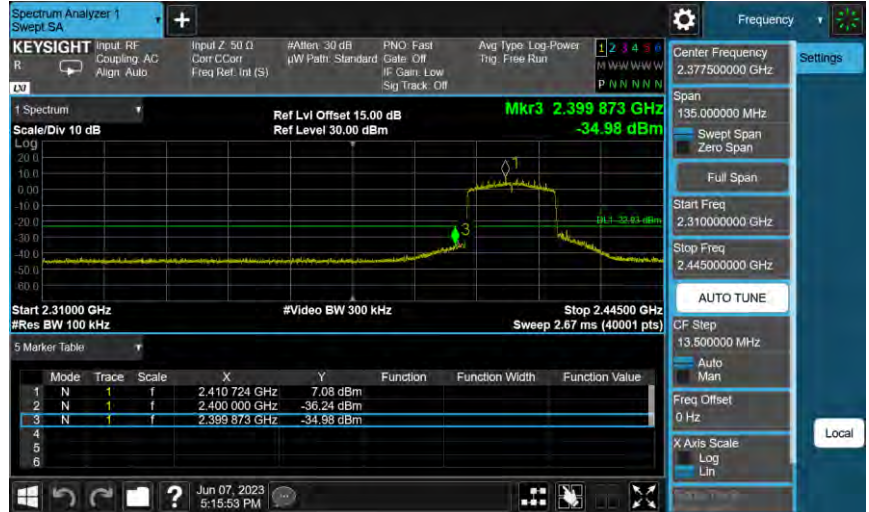 Spectrum Analyzer 1
Swept SA
+
Frequency
KEYSIGHT Input: RF Input Z: 50 Ω #Atten: 30 dB PNO: Fast Avg Type: Log-Power 1 2 3 4 5 6
R Coupling: AC Corr CCorr µW Path: Standard Gate: Off Trig: Free Run M W W W W W
Align: Auto Freq Ref: Int (S) IF Gain: Low
Sig Track: Off P N N N N N
LXI
1 Spectrum
Ref Lvl Offset 15.00 dB Mkr3 2.399 873 GHz
Scale/Div 10 dB Ref Level 30.00 dBm -34.98 dBm
Log
20.0
10.0
0.00
-10.0
-20.0
-30.0
-40.0
-50.0
-60.0
1
3
Start 2.31000 GHz #Video BW 300 kHz Stop 2.44500 GHz
#Res BW 100 kHz Sweep 2.67 ms (40001 pts)
5 Marker Table
Mode Trace Scale X Y Function Function Width Function Value
1 N 1 f 2.410 724 GHz 7.08 dBm
2 N 1 f 2.400 000 GHz -36.24 dBm
3 N 1 f 2.399 873 GHz -34.98 dBm
4
5
6
?
Jun 07, 2023
5:15:53 PM
Center Frequency
2.377500000 GHz
Settings
Span
135.000000 MHz
Swept Span
Zero Span
Full Span
Start Freq
2.310000000 GHz
Stop Freq
2.445000000 GHz
AUTO TUNE
CF Step
13.500000 MHz
Auto
Man
Freq Offset
0 Hz
X Axis Scale
Log
Lin
Local